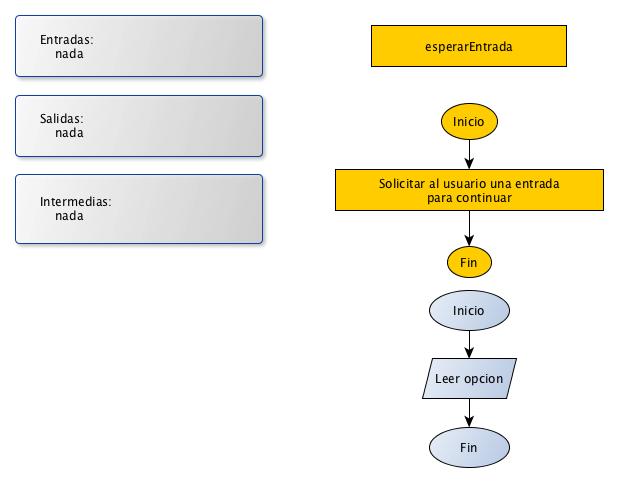 Entradas:
nada
Salidas:
nada
Intermedias:
nada
esperarEntrada
Inicio
Solicitar al usuario una entrada
para continuar
Fin
Inicio
Leer opcion
Fin